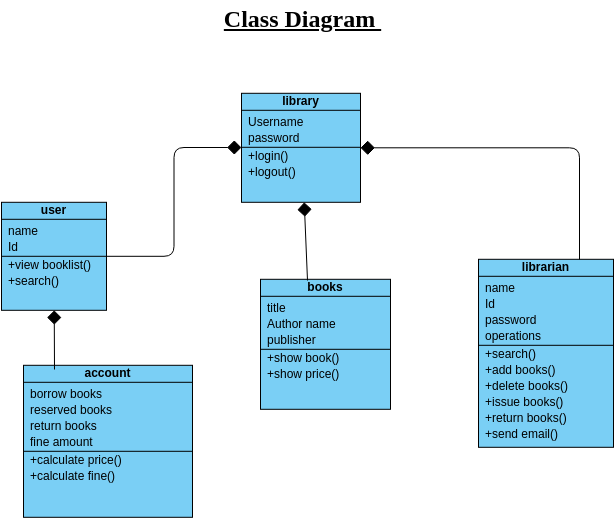 Class Diagram
library
Username
password
+login()
+logout()
user
name
Id
+view booklist()
+search()
books
title
Author name
publisher
+show book()
+show price()
librarian
name
Id
password
operations
+search()
+add books()
+delete books()
+issue books()
+return books()
+send email()
account
borrow books
reserved books
return books
fine amount
+calculate price()
+calculate fine()